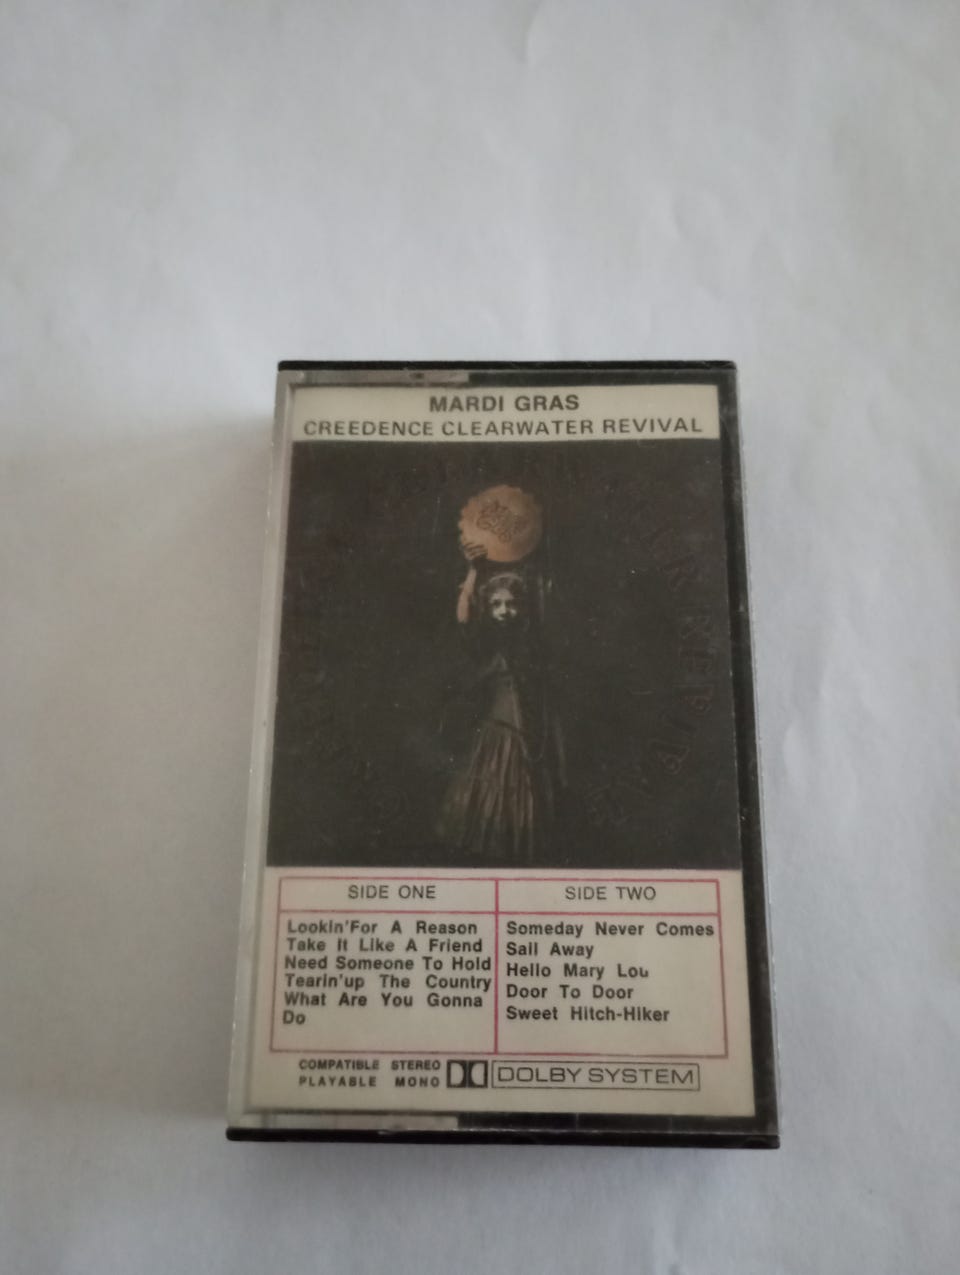 MARDI GRAS
CREEDENCE CLEARWATER REVIVAL
Mardi Gras
SIDE ONE
Lookin'For A Reason
Take It Like A Friend
Need Someone To Hold
Tearin'up The Country
What Are You Gonna
Do
SIDE TWO
Someday Never Comes
Sail Away
Hello Mary Lou
Door To Door
Sweet Hitch-Hiker
COMPATIBLE STEREO
PLAYABLE MONO
DOLBY SYSTEM